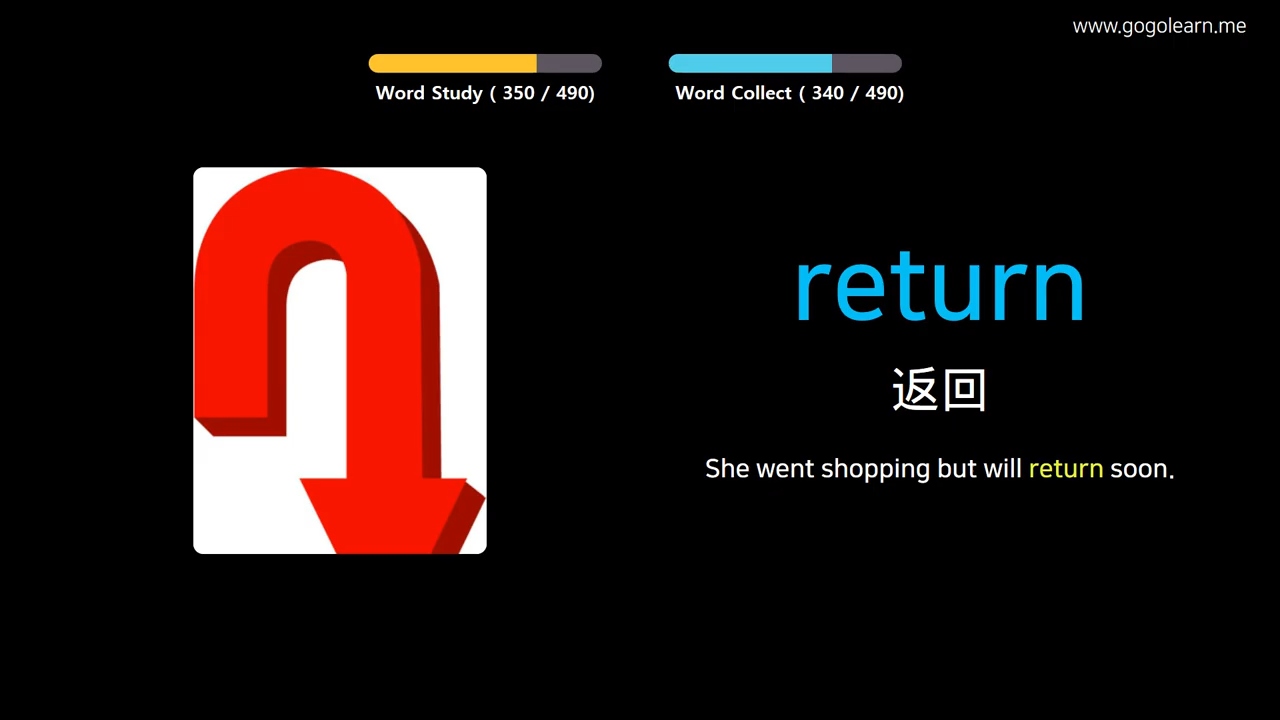 www.gogolearn.me
Word Study ( 350 / 490)
Word Collect ( 340 / 490)
return
返回
She went shopping but will return soon.